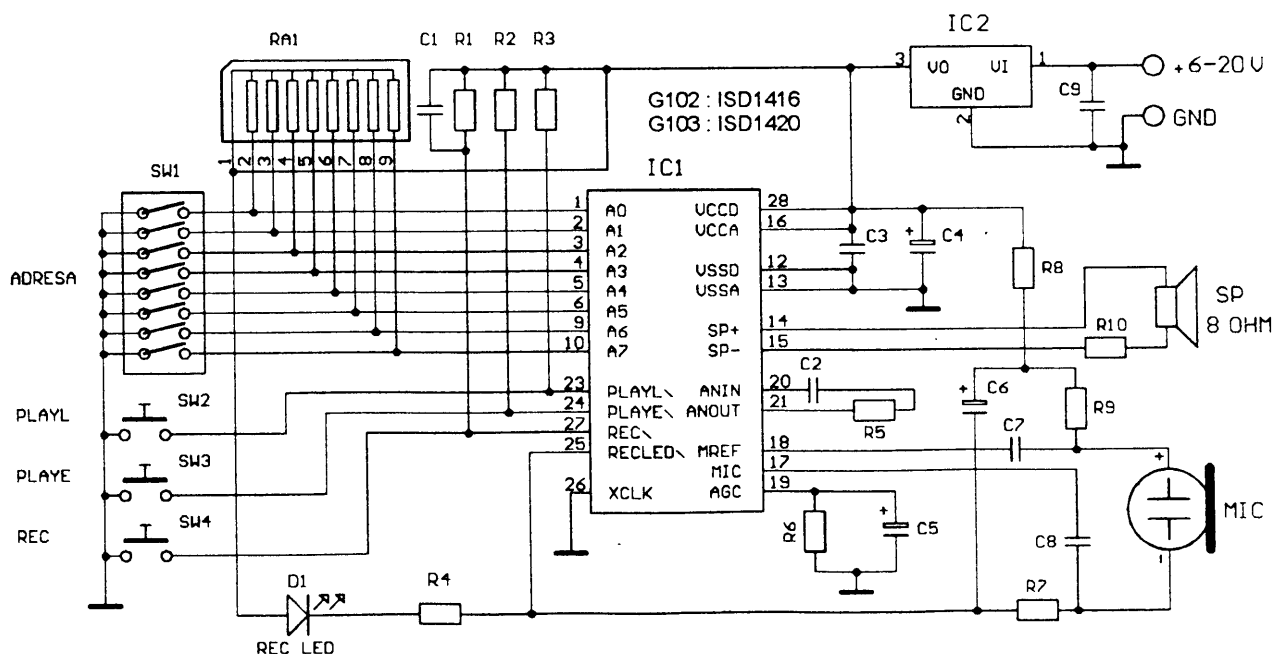 IC2
RA1
C1 R1 R2 R3
3 VO VI 1
GND
2
C9
+6-20V
GND
G102 : ISD1416
G103 : ISD1420
1 2 3 4 5 6 7 8 9
SW1
IC1
ADRESA
1 A0 VCCD 28
2 A1 VCCA 16
3 A2
4 A3 VSSD 12
5 A4 VSSA 13
6 A5
9 A6 SP+ 14
10 A7 SP- 15
C3
+ C4
R8
SP
8 OHM
R10
23 PLAYL\ ANIN 20
24 PLAYE\ ANOUT 21
27 REC\
25 RECLED\ MREF 18
MIC 17
26 XCLK AGC 19
C2
R5
+ C6
R9
C7
PLAYL SW2
PLAYE SW3
REC SW4
R6
+ C5
C8
+
MIC
R7
D1
R4
REC LED